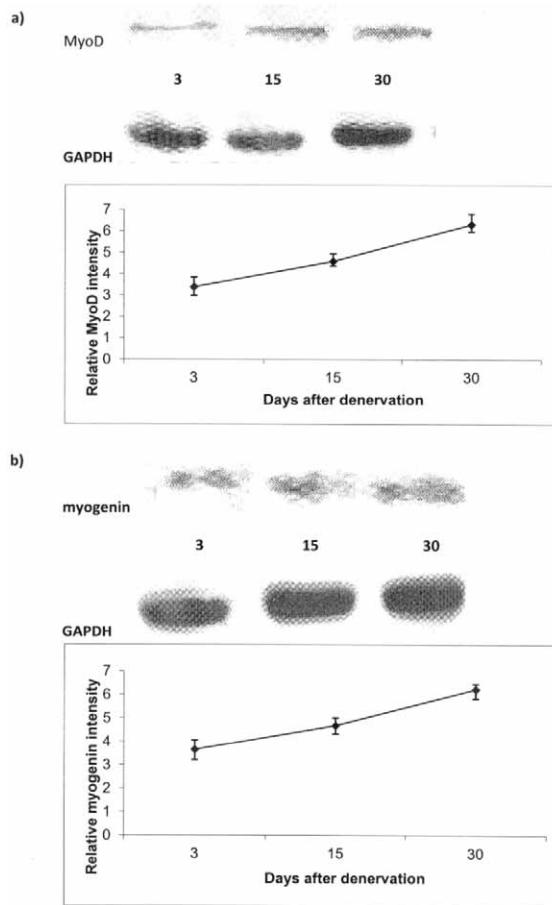 a)
MyoD
3 15 30
GAPDH
Relative MyoD intensity
7
6
5
4
3
2
1
0
3 15 30
Days after denervation
b)
myogenin
3 15 30
GAPDH
Relative myogenin intensity
7
6
5
4
3
2
1
0
3 15 30
Days after denervation